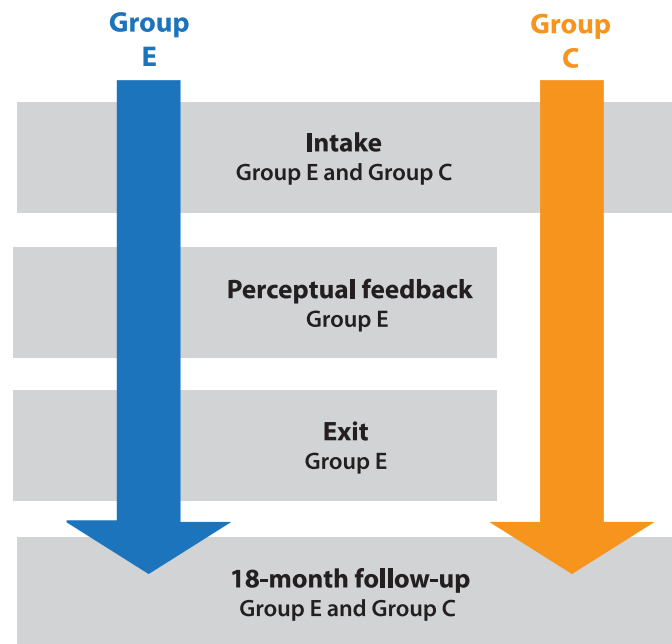 Group
E
Group
C
Intake
Group E and Group C
Perceptual feedback
Group E
Exit
Group E
18-month follow-up
Group E and Group C